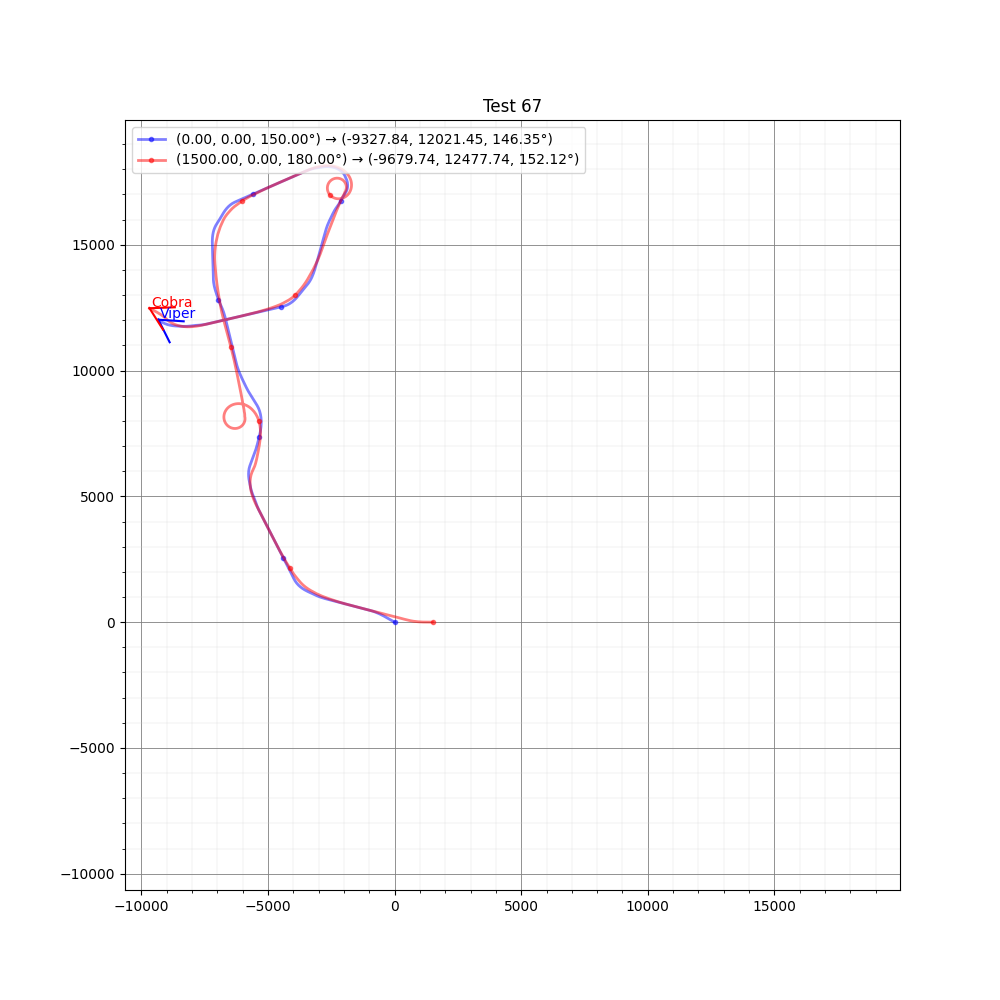 Test 67
(0.00, 0.00, 150.00°) → (-9327.84, 12021.45, 146.35°)
(1500.00, 0.00, 180.00°) → (-9679.74, 12477.74, 152.12°)
15000
Cobra
Viper
10000
5000
0
−5000
−10000
−10000 −5000 0 5000 10000 15000